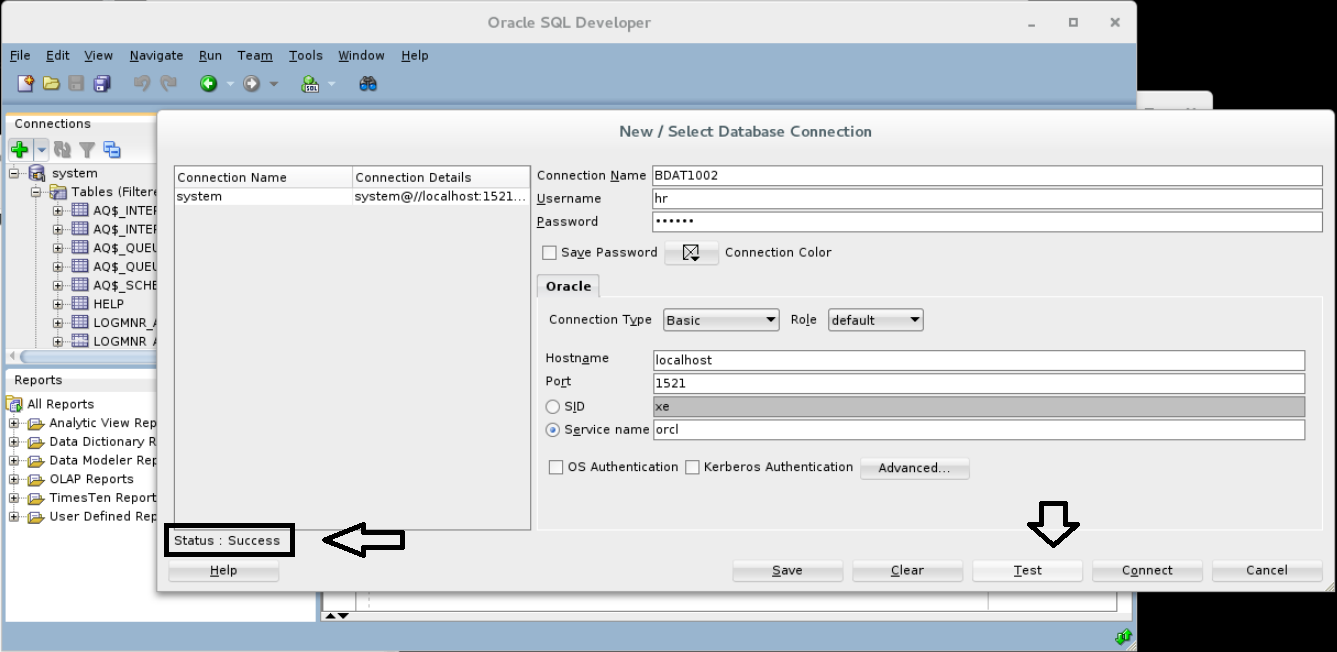 Oracle SQL Developer
File Edit View Navigate Run Team Tools Window Help
SQL
Connections
system
Tables (Filtere
AQ$_INTER
AQ$_INTER
AQ$_QUEU
AQ$_QUEU
AQ$_SCHE
HELP
LOGMNR_A
LOGMNR_A
Reports
All Reports
Analytic View Rep
Data Dictionary R
Data Modeler Rep
OLAP Reports
TimesTen Report
User Defined Rep
New / Select Database Connection
Connection Name Connection Details
system system@//localhost:1521...
Connection Name BDAT1002
Username hr
Password ••••••
Save Password Connection Color
Oracle
Connection Type Basic Role default
Hostname localhost
Port 1521
SID xe
Service name orcl
OS Authentication Kerberos Authentication Advanced...
Status : Success
Help Save Clear Test Connect Cancel